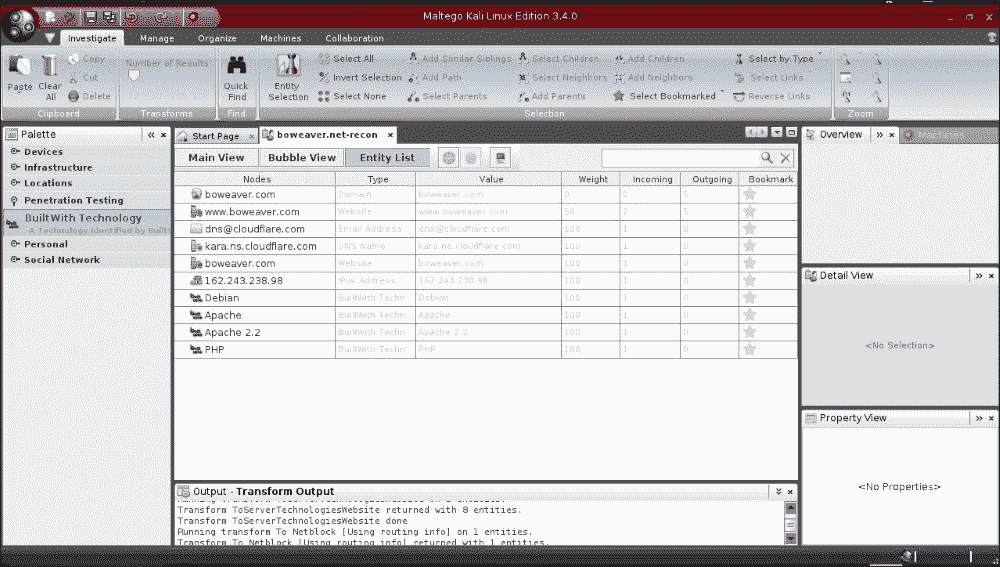 Maltego Kali Linux Edition 3.4.0
Investigate Manage Organize Machines Collaboration
Paste
Clear All
Copy
Cut
Delete
Clipboard
Number of Results
Transforms
Quick Find
Find
Entity Selection
Select All
Invert Selection
Select None
Add Similar Siblings
Add Path
Select Parents
Select Children
Select Neighbors
Add Parents
Add Children
Add Neighbors
Select Bookmarked
Select by Type
Select Links
Reverse Links
Selection
Zoom
Palette
Devices
Infrastructure
Locations
Penetration Testing
BuiltWith Technology
A Technology identified by Built
Personal
Social Network
Start Page boweaver.net-recon
Main View Bubble View Entity List
Nodes Type Value Weight Incoming Outgoing Bookmark
boweaver.com Domain boweaver.com 0 0 5
www.boweaver.com Website www.boweaver.com 50 2 5
dns@cloudflare.com Email Address dna@cloudflare.com 100 1 0
kara.ns.cloudflare.com DNS Name kara.ns.cloudflare.com 100 1 0
boweaver.com Website boweaver.com 100 1 0
162.243.238.98 IPv4 Address 162.243.238.98 100 1 0
Debian BuiltWith Techn Debian 100 1 0
Apache BuiltWith Techn Apache 100 1 0
Apache 2.2 BuiltWith Techn Apache 2.2 100 1 0
PHP BuiltWith Techn PHP 100 1 0
Output - Transform Output
Running transform ToServerTechnologiesWebsite on 2 entities.
Transform ToServerTechnologiesWebsite returned with 8 entities.
Transform ToServerTechnologiesWebsite done
Running transform To Netblock [Using routing info] on 1 entities.
Transform To Netblock [Using routing info] returned with 1 entities.
Overview Machines
Detail View
<No Selection>
Property View
<No Properties>